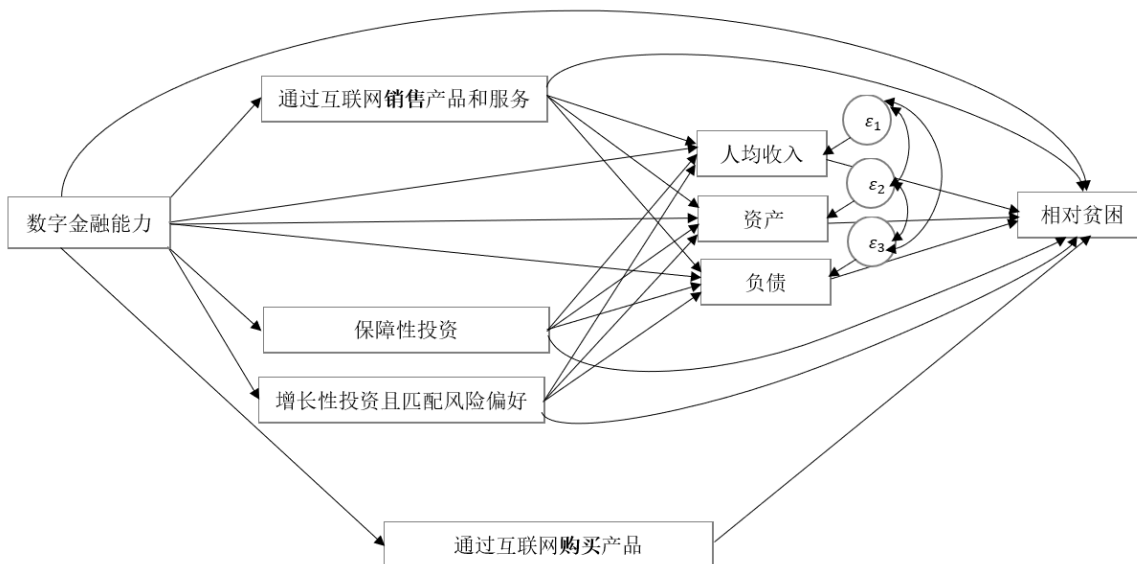 通过互联网销售产品和服务
ε₁
人均收入
ε₂
数字金融能力
资产
相对贫困
ε₃
负债
保障性投资
增长性投资且匹配风险偏好
通过互联网购买产品